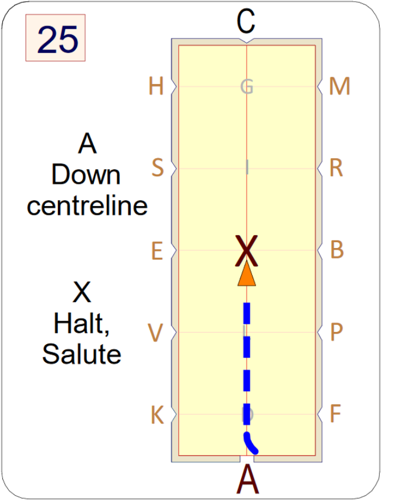 25
C
H G M
A
Down
centreline
S I R
E X B
X
Halt,
Salute
V P
K D F
A